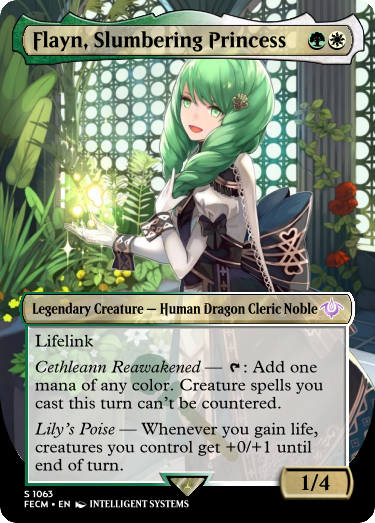 Flayn, Slumbering Princess
Legendary Creature — Human Dragon Cleric Noble
Lifelink
Cethleann Reawakened — : Add one
mana of any color. Creature spells you
cast this turn can't be countered.
Lily's Poise — Whenever you gain life,
creatures you control get +0/+1 until
end of turn.
1/4
S 1063
FECM • EN INTELLIGENT SYSTEMS